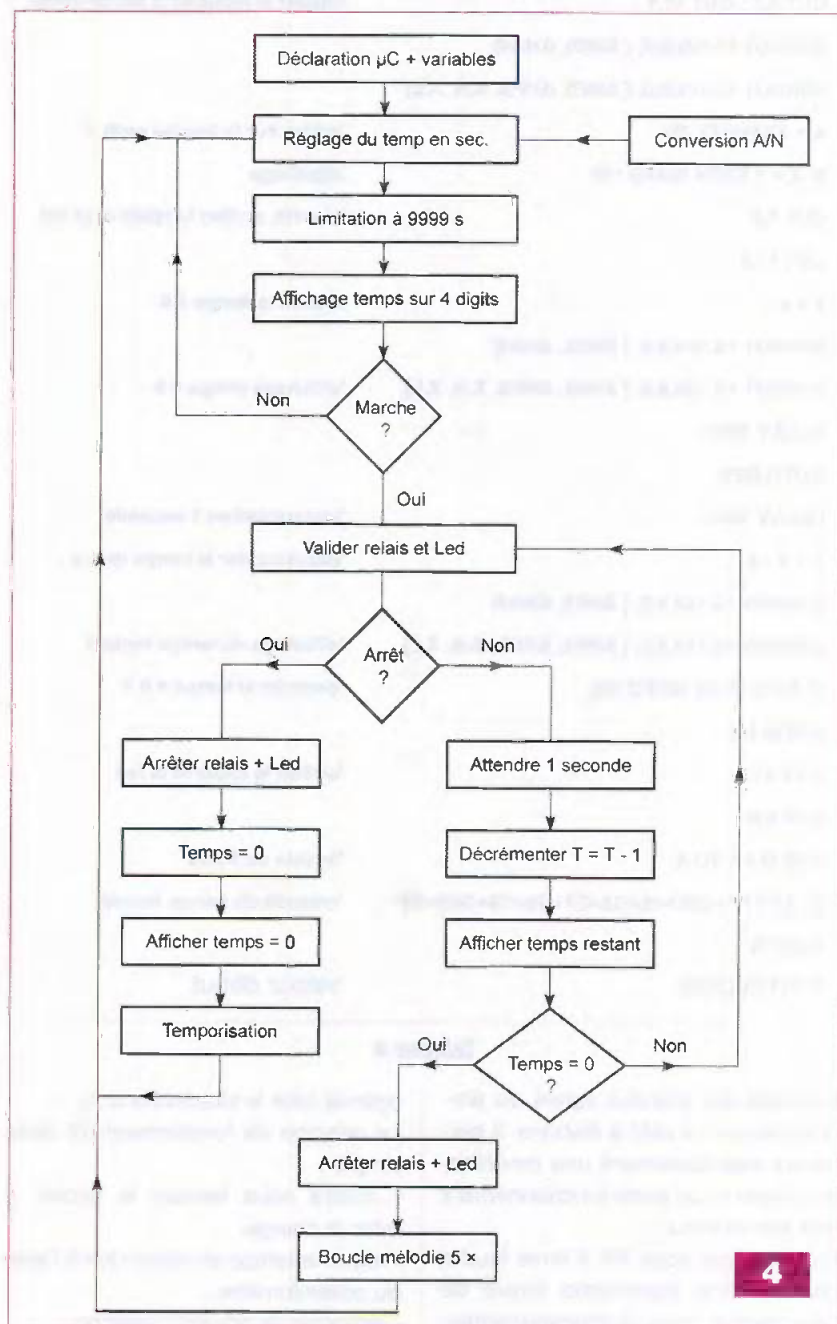 Déclaration µC + variables
Réglage du temp en sec.
Conversion A/N
Limitation à 9999 s
Affichage temps sur 4 digits
Non
Marche
?
Oui
Valider relais et Led
Oui
Arrêt
?
Non
Arrêter relais + Led
Attendre 1 seconde
Temps = 0
Décrémenter T = T - 1
Afficher temps = 0
Afficher temps restant
Temporisation
Oui
Temps = 0
?
Non
Arrêter relais + Led
Boucle mélodie 5 ×
4